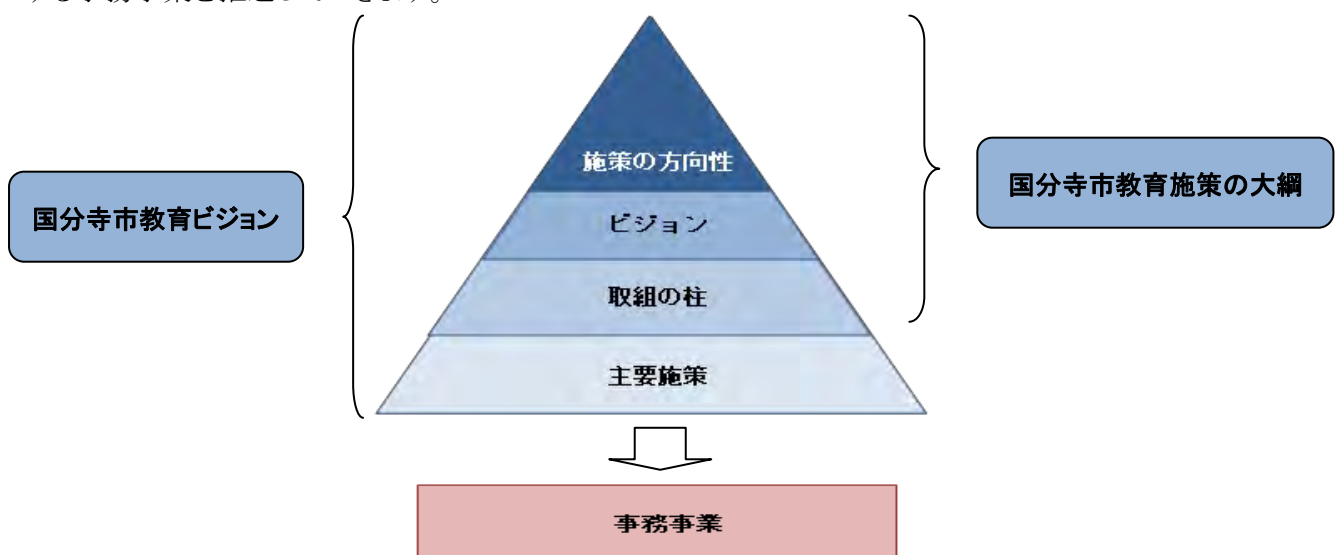 施策の方向性
国分寺市教育施策の大綱
国分寺市教育ビジョン
ビジョン
取組の柱
主要施策
事務事業